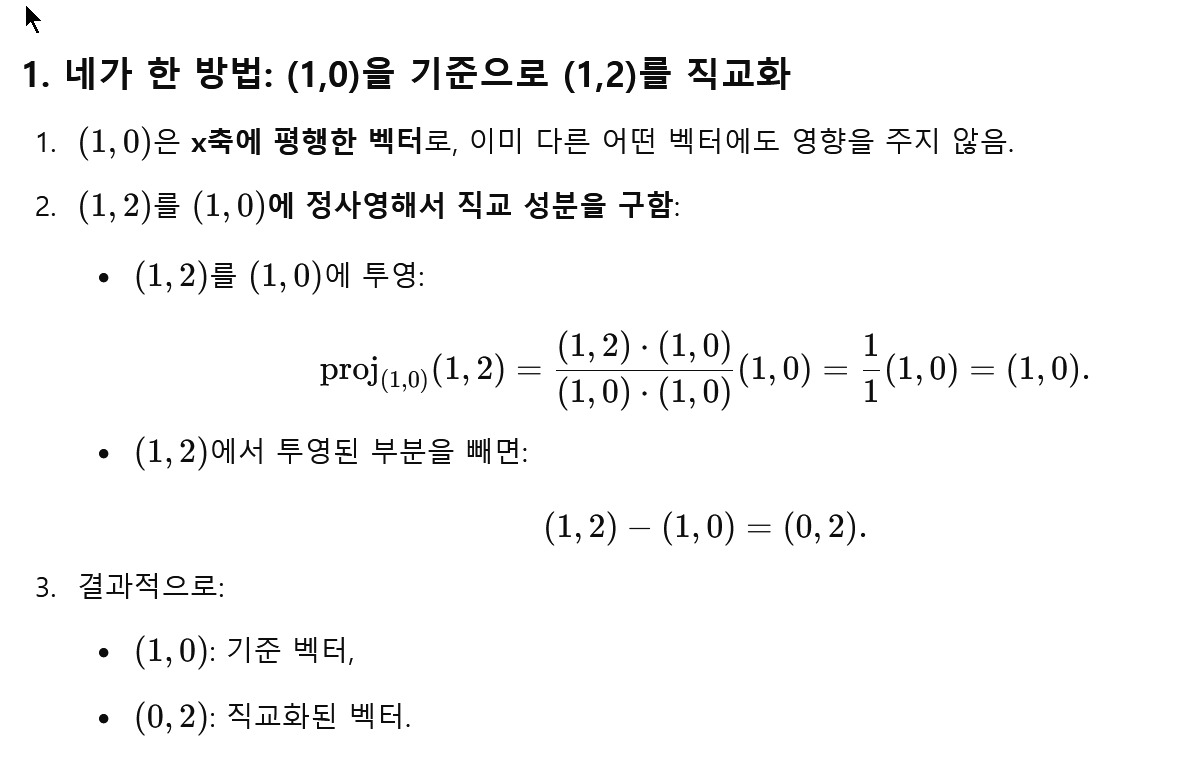 1. 네가 한 방법: (1,0)을 기준으로 (1,2)를 직교화
1. (1, 0)은 x축에 평행한 벡터로, 이미 다른 어떤 벡터에도 영향을 주지 않음.
2. (1, 2)를 (1, 0)에 정사영해서 직교 성분을 구함:
• (1, 2)를 (1, 0)에 투영:
proj_{(1,0)}(1, 2) = \frac{(1, 2) · (1, 0)}{(1, 0) · (1, 0)}(1, 0) = \frac{1}{1}(1, 0) = (1, 0).
• (1, 2)에서 투영된 부분을 빼면:
(1, 2) − (1, 0) = (0, 2).
3. 결과적으로:
• (1, 0): 기준 벡터,
• (0, 2): 직교화된 벡터.